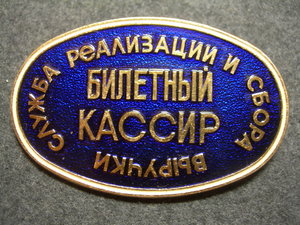 СЛУЖБА РЕАЛИЗАЦИИ И СБОРА ВЫРУЧКИ
БИЛЕТНЫЙ
КАССИР